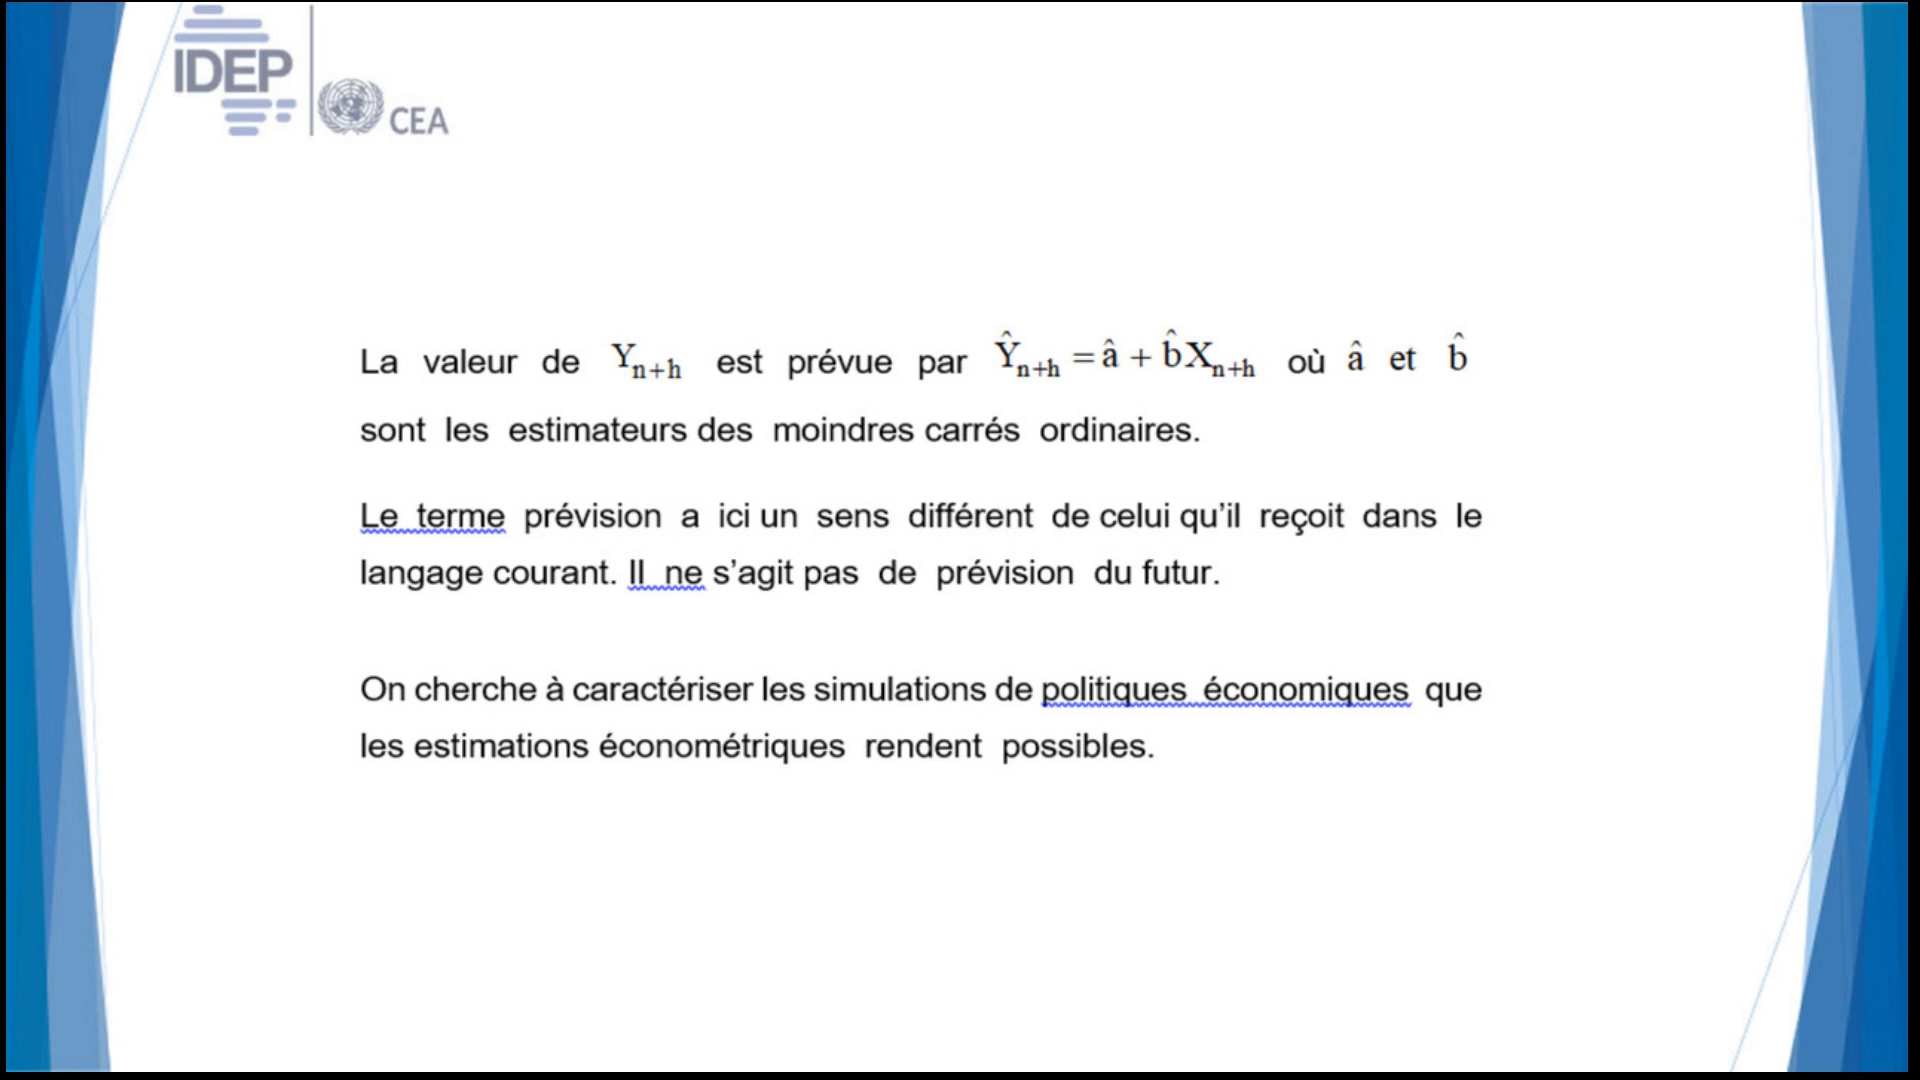 IDEP
CEA
La valeur de Yn+h est prévue par Ŷn+h = â + b̂Xn+h où â et b̂
sont les estimateurs des moindres carrés ordinaires.
Le terme prévision a ici un sens différent de celui qu’il reçoit dans le
langage courant. Il ne s’agit pas de prévision du futur.
On cherche à caractériser les simulations de politiques économiques que
les estimations économétriques rendent possibles.